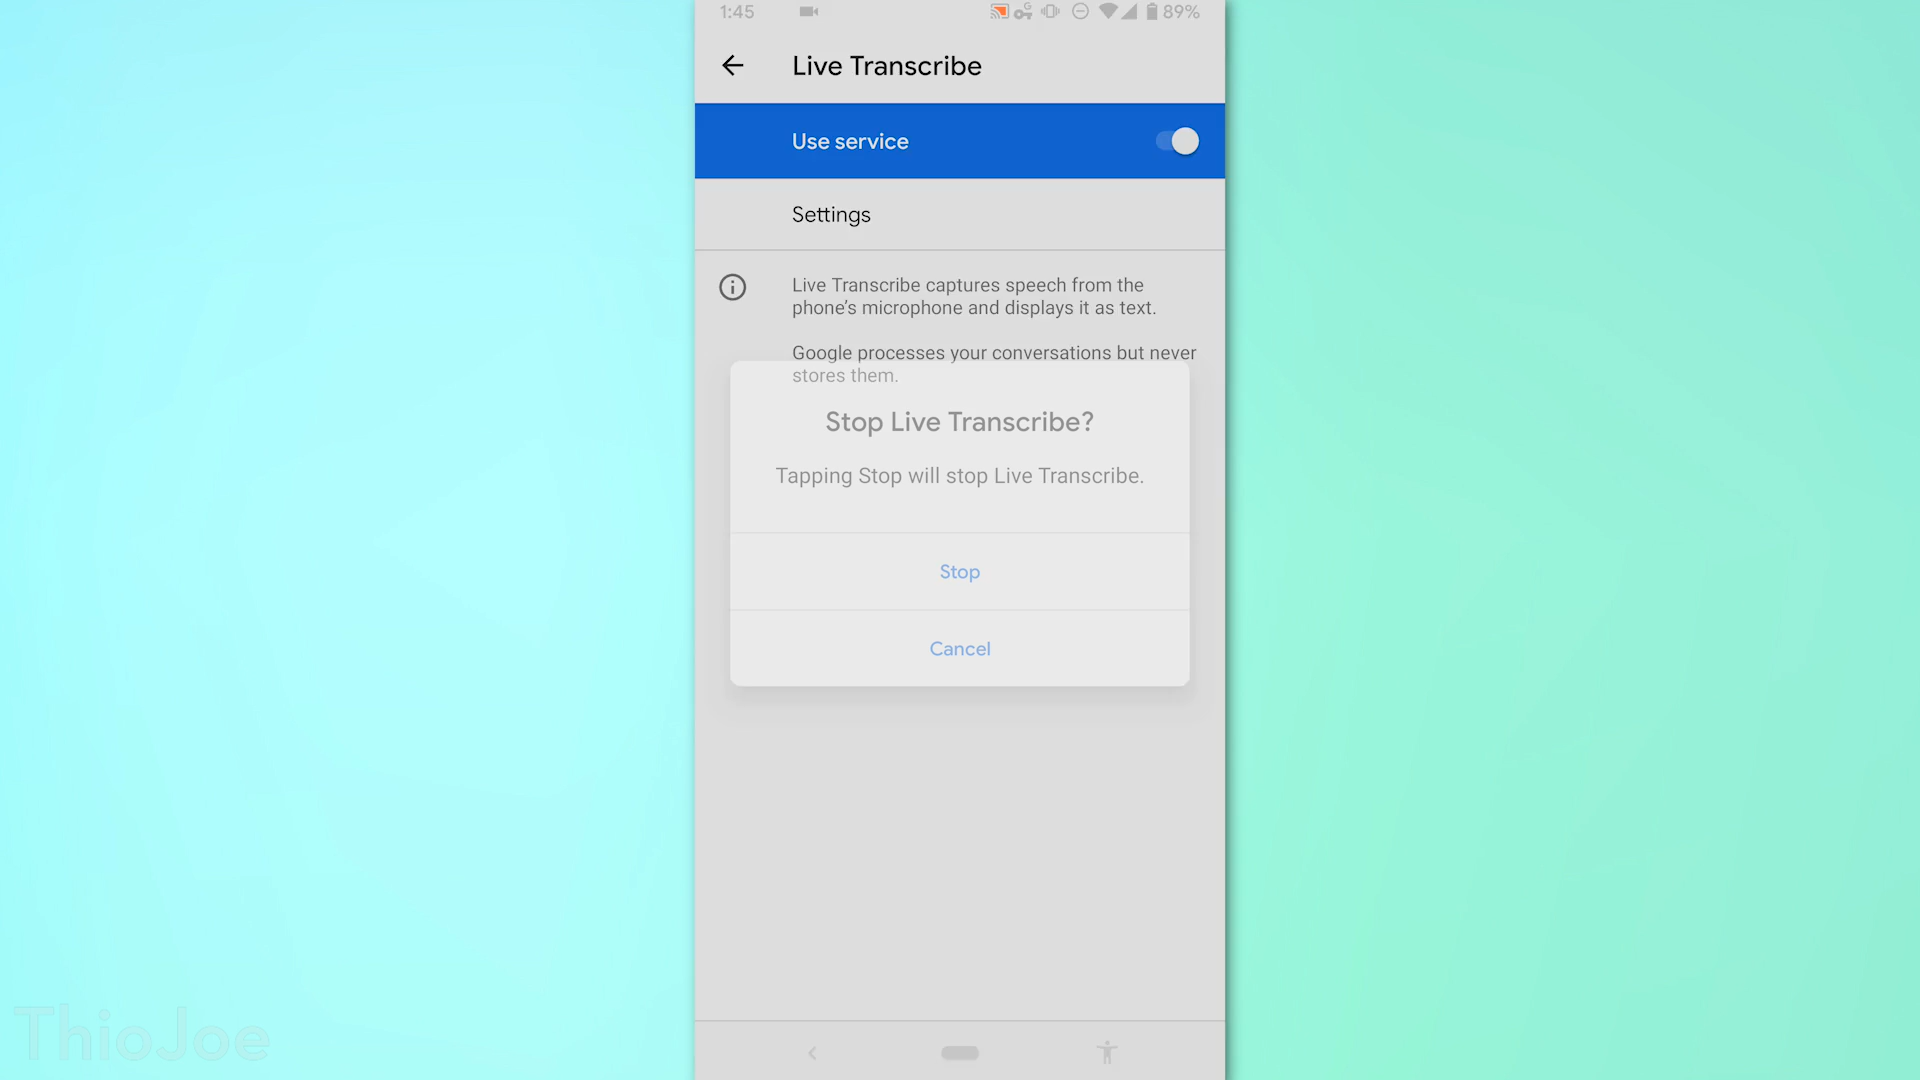 1:45
89%
Live Transcribe
Use service
Settings
Live Transcribe captures speech from the
phone’s microphone and displays it as text.
Google processes your conversations but never
stores them.
Stop Live Transcribe?
Tapping Stop will stop Live Transcribe.
Stop
Cancel
ThioJoe